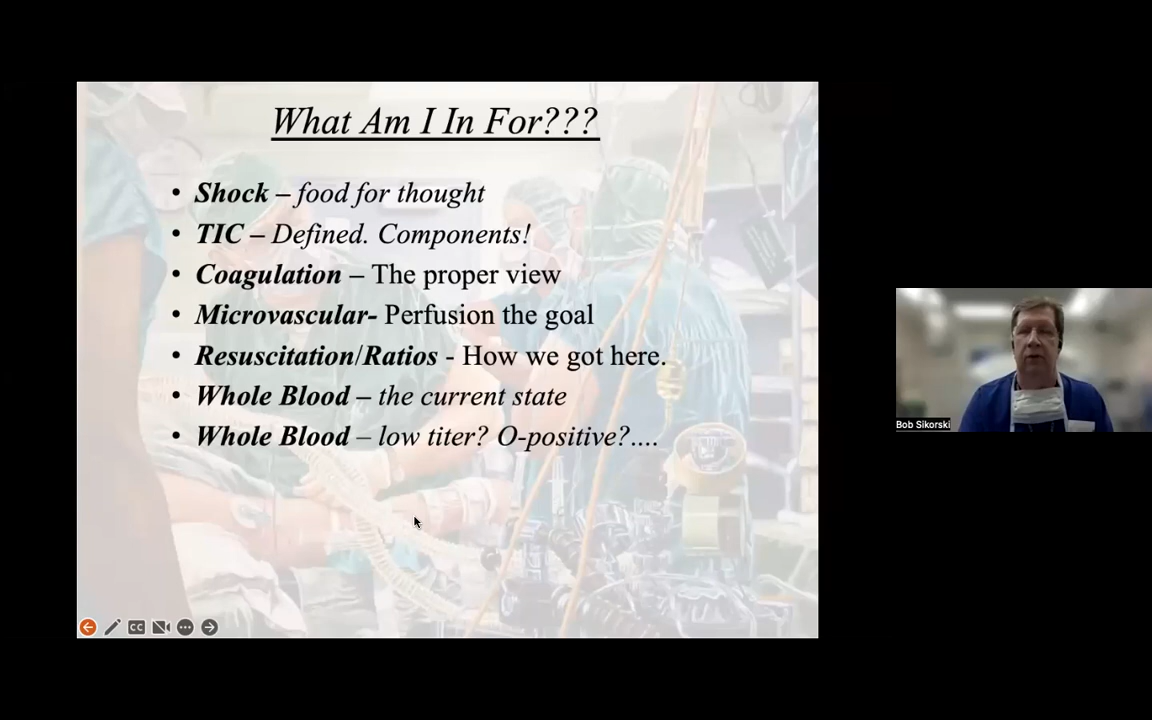 What Am I In For???
• Shock – food for thought
• TIC – Defined. Components!
• Coagulation – The proper view
• Microvascular- Perfusion the goal
• Resuscitation/Ratios - How we got here.
• Whole Blood – the current state
• Whole Blood – low titer? O-positive?....
CC
Bob Sikorski